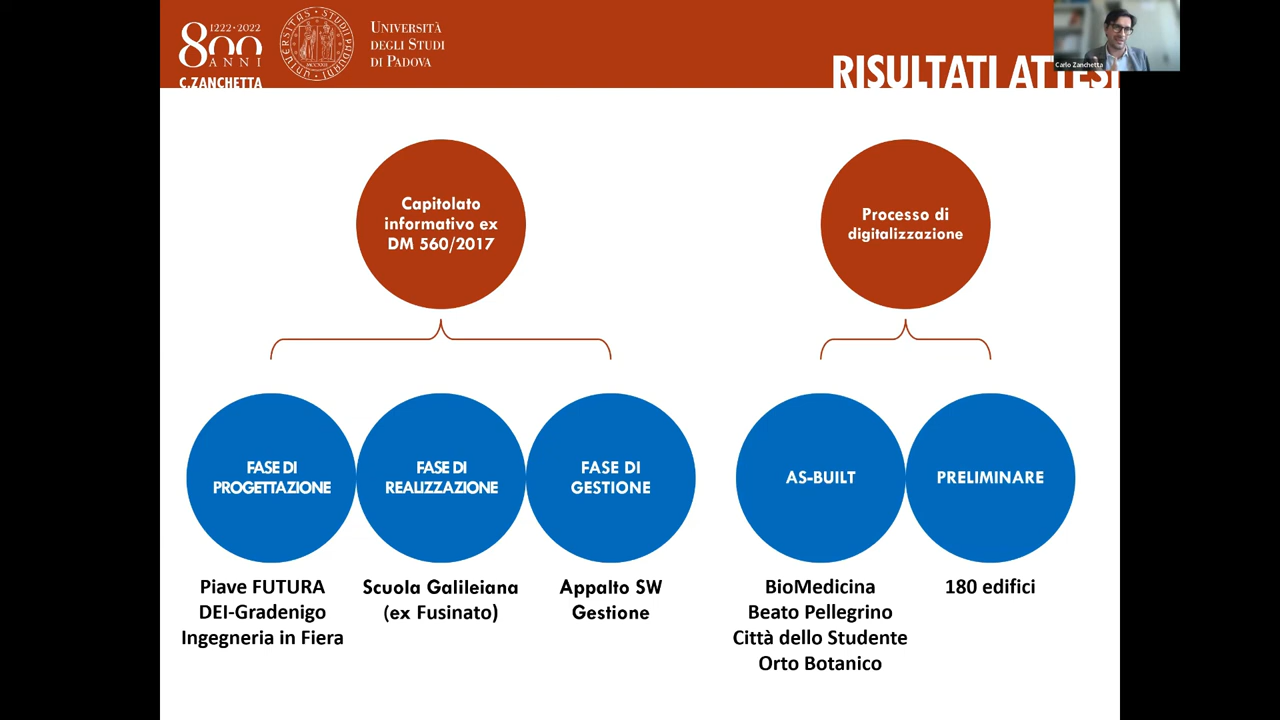 1222·2022
800
ANNI
C.ZANCHETTA
UNIVERSITÀ
DEGLI STUDI
DI PADOVA
RISULTATI ATTESI
Carlo Zanchetta
Capitolato
informativo ex
DM 560/2017
Processo di
digitalizzazione
FASE DI
PROGETTAZIONE
FASE DI
REALIZZAZIONE
FASE DI
GESTIONE
AS-BUILT
PRELIMINARE
Piave FUTURA
DEI-Gradenigo
Ingegneria in Fiera
Scuola Galileiana
(ex Fusinato)
Appalto SW
Gestione
BioMedicina
Beato Pellegrino
Città dello Studente
Orto Botanico
180 edifici